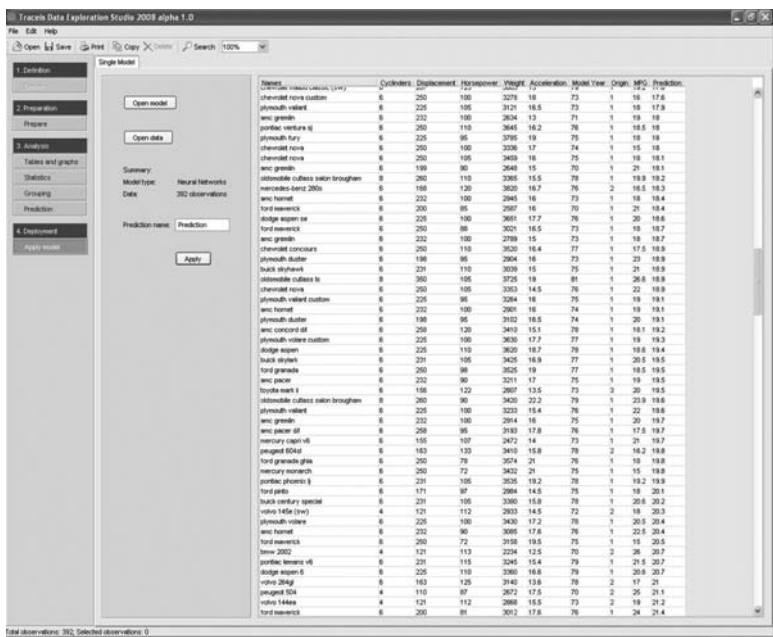 Traceis Data Exploration Studio 2008 alpha 1.0
File Edit Help
Open Save Print Copy Delete Search 100%
Single Model
1. Definition
2. Preparation
Prepare
3. Analysis
Tables and graphs
Statistics
Grouping
Prediction
4. Deployment
Apply model
Open model
Open data
Summary
Model type: Neural Networks
Data: 392 observations
Prediction name: Prediction
Apply
Names Cyclinders Displacement Horsepower Weight Acceleration Model Year Origin MPG Prediction
chevrolet nova custom 6 250 100 3278 18 73 1 16 17.6
plymouth valiant 6 225 105 3121 16.5 73 1 18 17.9
amc gremlin 6 232 100 2634 13 71 1 19 18
pontiac ventura sj 6 250 110 3645 16.2 76 1 18.5 18
plymouth fury 6 225 95 3785 19 75 1 18 18
chevrolet nova 6 250 100 3336 17 74 1 15 18
chevrolet nova 6 250 105 3459 16 75 1 18 18.1
amc gremlin 6 199 90 2648 15 70 1 21 18.1
oldsmobile cutlass salon brougham 8 260 110 3365 15.5 78 1 19.9 18.2
mercedes-benz 280s 6 168 120 3820 16.7 76 2 16.5 18.3
amc hornet 6 232 100 2945 16 73 1 18 18.4
ford maverick 6 200 85 2587 16 70 1 21 18.4
dodge aspen se 6 225 100 3651 17.7 76 1 20 18.6
ford maverick 6 250 88 3021 16.5 73 1 18 18.7
amc gremlin 6 232 100 2789 15 73 1 18 18.7
chevrolet concours 6 250 110 3520 16.4 77 1 17.5 18.9
plymouth duster 6 198 95 2904 16 73 1 23 18.9
buick skyhawk 6 231 110 3039 15 75 1 21 18.9
oldsmobile cutlass ls 8 350 105 3725 19 81 1 26.6 18.9
chevrolet nova 6 250 105 3353 14.5 76 1 22 18.9
plymouth valiant custom 6 225 95 3264 16 75 1 19 19.1
amc hornet 6 232 100 2901 16 74 1 19 19.1
plymouth duster 6 198 95 3102 16.5 74 1 20 19.1
amc concord d/l 6 258 120 3410 15.1 78 1 18.1 19.2
plymouth volare custom 6 225 100 3630 17.7 77 1 19 19.3
dodge aspen 6 225 110 3620 18.7 78 1 18.6 19.4
buick skylark 6 231 105 3425 16.9 77 1 20.5 19.5
ford granada 6 250 98 3525 19 77 1 18.5 19.5
amc pacer 6 232 90 3211 17 75 1 19 19.5
toyota mark ii 6 156 122 2807 13.5 73 3 20 19.5
oldsmobile cutlass salon brougham 8 260 90 3420 22.2 79 1 23.9 19.6
plymouth valiant 6 225 100 3233 15.4 76 1 22 19.6
amc gremlin 6 232 100 2914 16 75 1 20 19.7
amc pacer d/l 6 258 95 3193 17.8 76 1 17.5 19.7
mercury capri v6 6 155 107 2472 14 73 1 21 19.7
peugeot 604sl 6 163 133 3410 15.8 78 2 16.2 19.8
ford granada ghia 6 250 78 3574 21 76 1 18 19.8
mercury monarch 6 250 72 3432 21 75 1 15 19.8
pontiac phoenix lj 6 231 105 3535 19.2 78 1 19.2 19.9
ford pinto 6 171 97 2984 14.5 75 1 18 20.1
buick century special 6 231 105 3380 15.8 78 1 20.6 20.2
volvo 145e (sw) 4 121 112 2933 14.5 72 2 18 20.3
plymouth volare 6 225 100 3430 17.2 78 1 20.5 20.4
amc hornet 6 232 90 3085 17.6 76 1 22.5 20.4
ford maverick 6 250 72 3158 19.5 75 1 15 20.5
bmw 2002 4 121 113 2234 12.5 70 2 26 20.7
pontiac lemans v6 6 231 115 3245 15.4 79 1 21.5 20.7
dodge aspen 6 6 225 110 3360 16.6 79 1 20.6 20.7
volvo 264gl 6 163 125 3140 13.6 78 2 17 21
peugeot 504 4 110 87 2672 17.5 70 2 25 21.1
volvo 144ea 4 121 112 2868 15.5 73 2 19 21.2
ford maverick 6 200 81 3012 17.6 76 1 24 21.4
Total observations: 392, Selected observations: 0